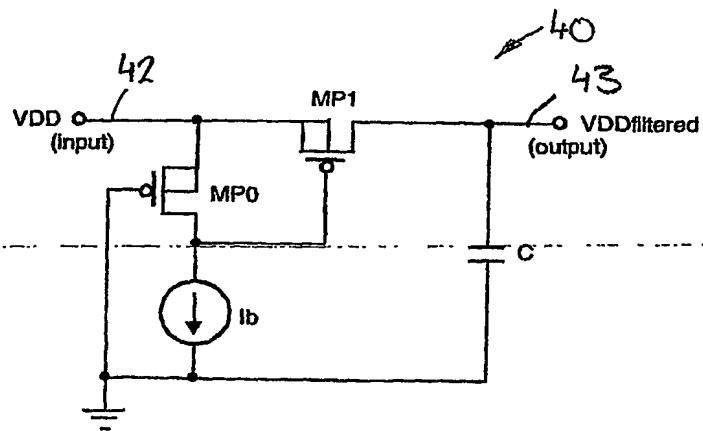 40
42
43
MP1
VDD
(input)
VDDfiltered
(output)
MP0
C
Ib